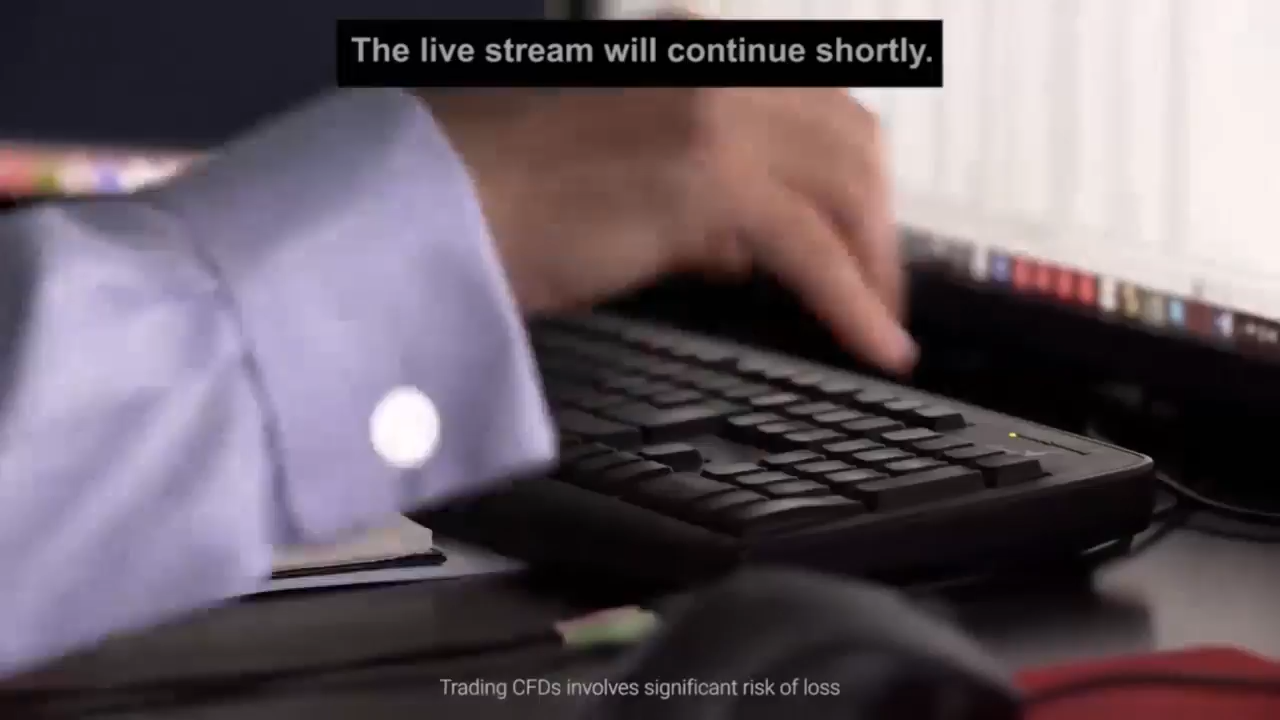 The live stream will continue shortly.
Trading CFDs involves significant risk of loss